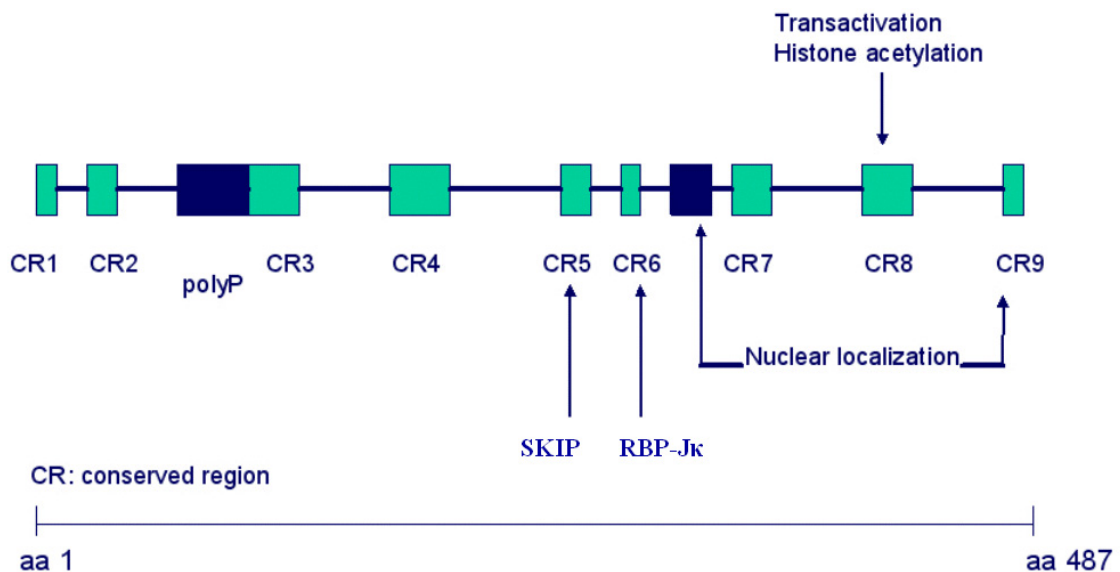 Transactivation
Histone acetylation
CR1 CR2 polyP CR3 CR4 CR5 CR6 CR7 CR8 CR9
Nuclear localization
SKIP RBP-Jκ
CR: conserved region
aa 1 aa 487